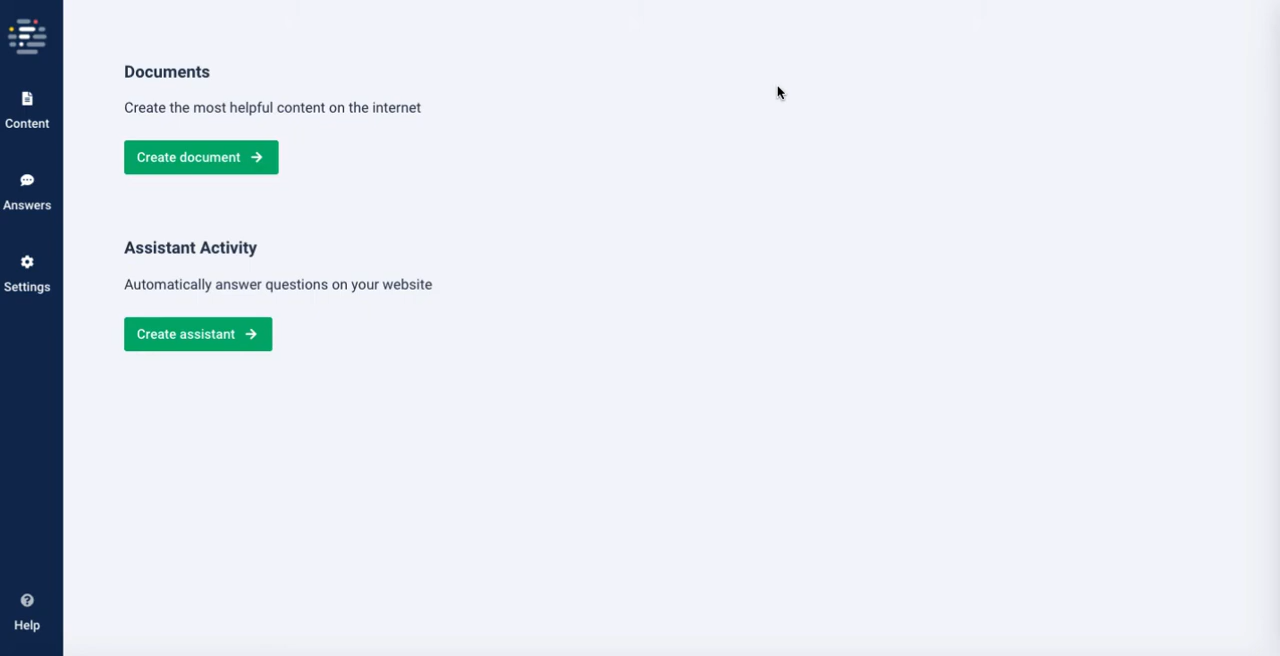 Content
Answers
Settings
Help
Documents
Create the most helpful content on the internet
Create document
Assistant Activity
Automatically answer questions on your website
Create assistant